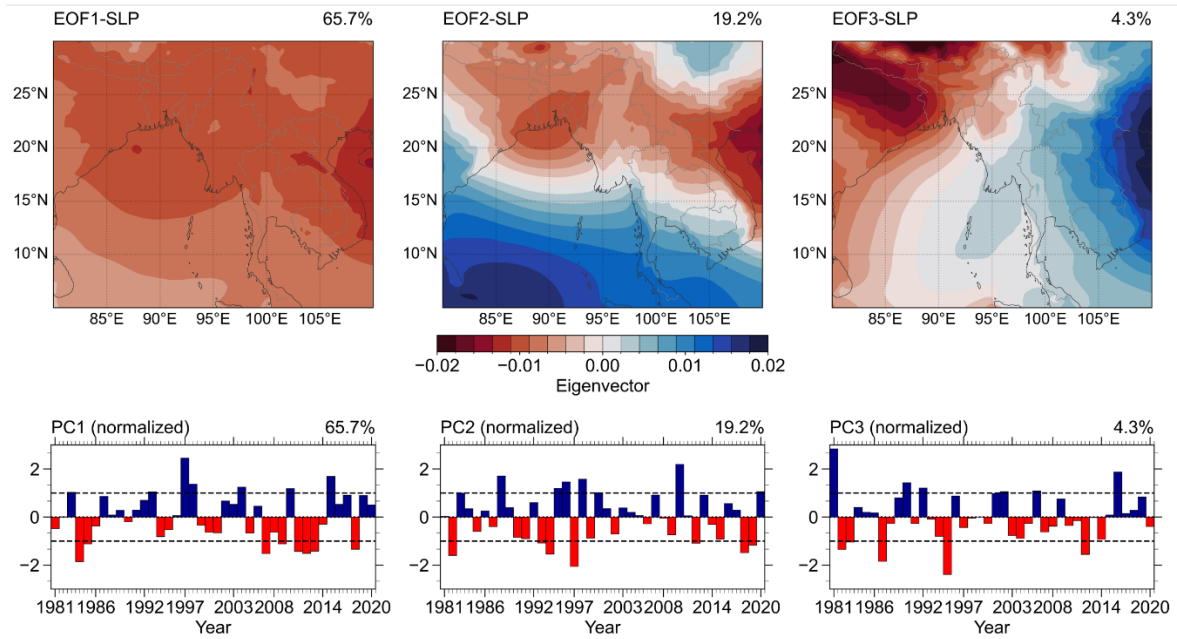 EOF1-SLP 65.7%
EOF2-SLP 19.2%
EOF3-SLP 4.3%
25°N
20°N
15°N
10°N
85°E 90°E 95°E 100°E 105°E
25°N
20°N
15°N
10°N
85°E 90°E 95°E 100°E 105°E
25°N
20°N
15°N
10°N
85°E 90°E 95°E 100°E 105°E
−0.02 −0.01 0.00 0.01 0.02
Eigenvector
PC1 (normalized) 65.7%
2
0
−2
1981 1986 1992 1997 2003 2008 2014 2020
Year
PC2 (normalized) 19.2%
2
0
−2
1981 1986 1992 1997 2003 2008 2014 2020
Year
PC3 (normalized) 4.3%
2
0
−2
1981 1986 1992 1997 2003 2008 2014 2020
Year